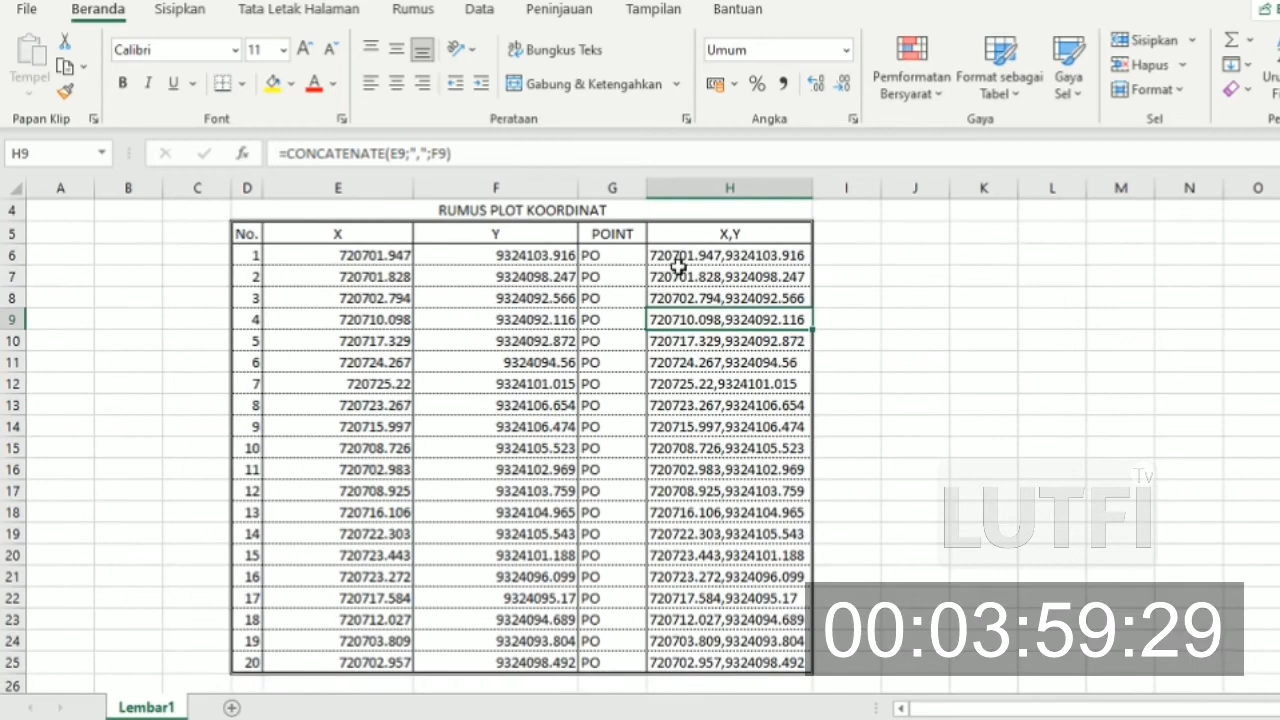 File Beranda Sisipkan Tata Letak Halaman Rumus Data Peninjauan Tampilan Bantuan
Calibri 11 Bungkus Teks Umum Sisipkan
Tempel Gabung & Ketengahkan Pemformatan Bersyarat Format sebagai Tabel Gaya Sel Hapus
Format
Papan Klip Font Perataan Angka Gaya Sel
H9 fx =CONCATENATE(E9;",";F9)
A B C D E F G H I J K L M N O
4 RUMUS PLOT KOORDINAT
5 No. X Y POINT X,Y
6 1 720701.947 9324103.916 PO 720701.947,9324103.916
7 2 720701.828 9324098.247 PO 720701.828,9324098.247
8 3 720702.794 9324092.566 PO 720702.794,9324092.566
9 4 720710.098 9324092.116 PO 720710.098,9324092.116
10 5 720717.329 9324092.872 PO 720717.329,9324092.872
11 6 720724.267 9324094.56 PO 720724.267,9324094.56
12 7 720725.22 9324101.015 PO 720725.22,9324101.015
13 8 720723.267 9324106.654 PO 720723.267,9324106.654
14 9 720715.997 9324106.474 PO 720715.997,9324106.474
15 10 720708.726 9324105.523 PO 720708.726,9324105.523
16 11 720702.983 9324102.969 PO 720702.983,9324102.969
17 12 720708.925 9324103.759 PO 720708.925,9324103.759
18 13 720716.106 9324104.965 PO 720716.106,9324104.965
19 14 720722.303 9324105.543 PO 720722.303,9324105.543
20 15 720723.443 9324101.188 PO 720723.443,9324101.188
21 16 720723.272 9324096.099 PO 720723.272,9324096.099
22 17 720717.584 9324095.17 PO 720717.584,9324095.17
23 18 720712.027 9324094.689 PO 720712.027,9324094.689
24 19 720703.809 9324093.804 PO 720703.809,9324093.804
25 20 720702.957 9324098.492 PO 720702.957,9324098.492
26
LUTFI Tv
00:03:59:29
Lembar1